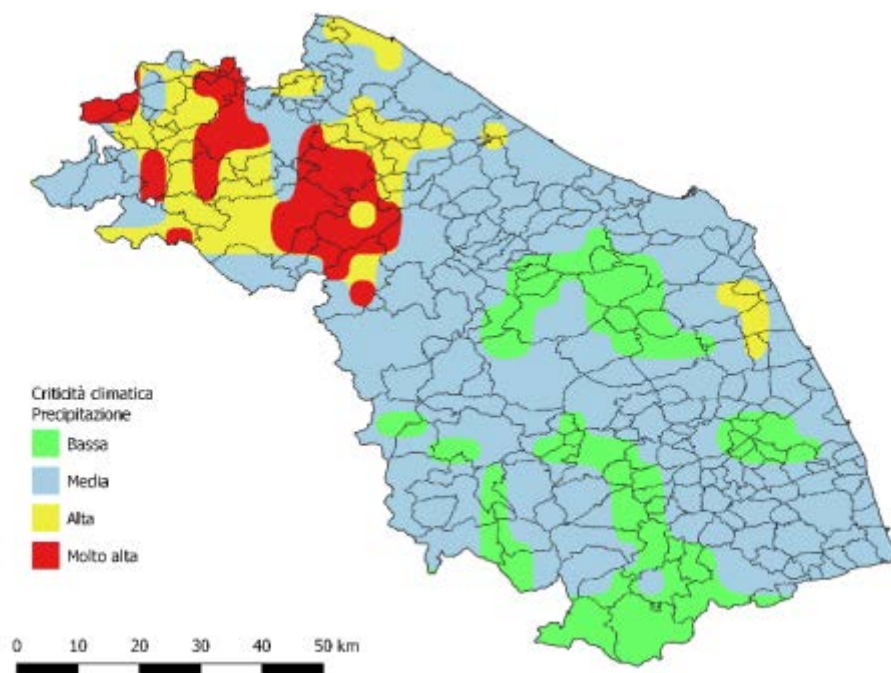 Criticità climatica
Precipitazione
Bassa
Media
Alta
Molto alta
0 10 20 30 40 50 km